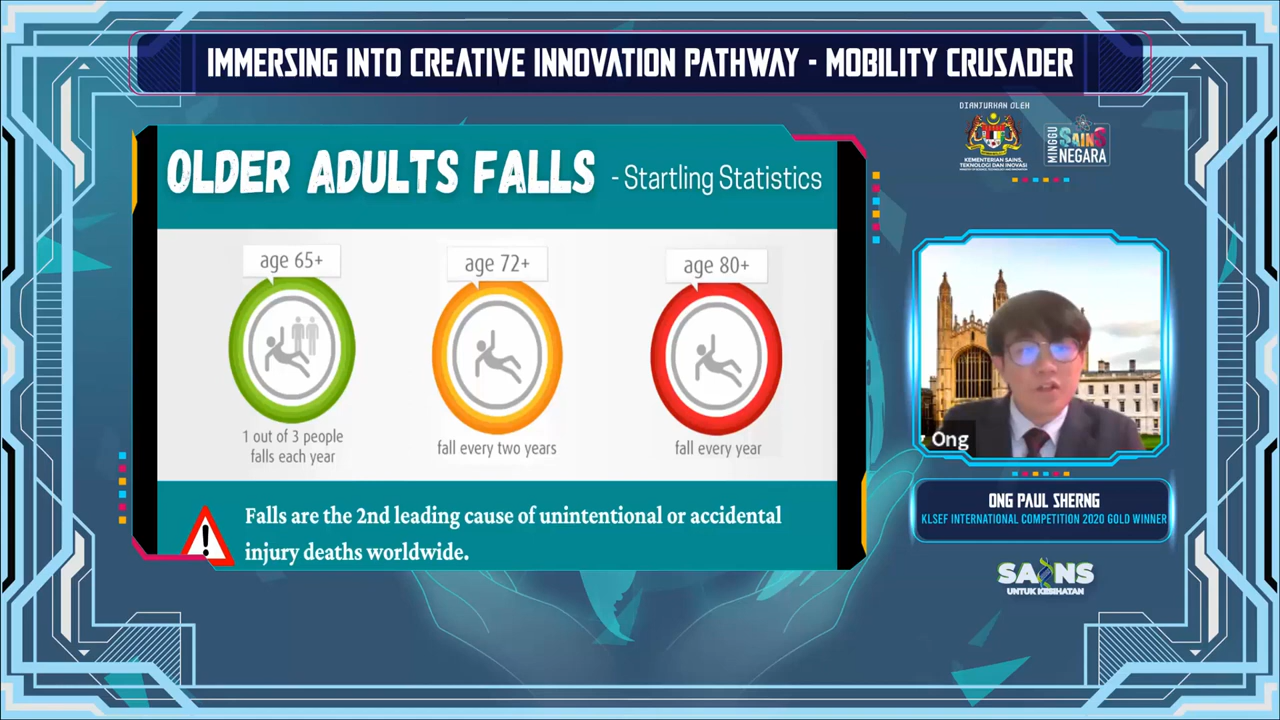 IMMERSING INTO CREATIVE INNOVATION PATHWAY - MOBILITY CRUSADER
DIANJURKAN OLEH
KEMENTERIAN SAINS,
TEKNOLOGI DAN INOVASI
MINGGU
SAINS
NEGARA
OLDER ADULTS FALLS - Startling Statistics
age 65+
age 72+
age 80+
1 out of 3 people
falls each year
fall every two years
fall every year
Falls are the 2nd leading cause of unintentional or accidental
injury deaths worldwide.
Ong
ONG PAUL SHERNG
KLSEF INTERNATIONAL COMPETITION 2020 GOLD WINNER
SAINS
UNTUK KESIHATAN